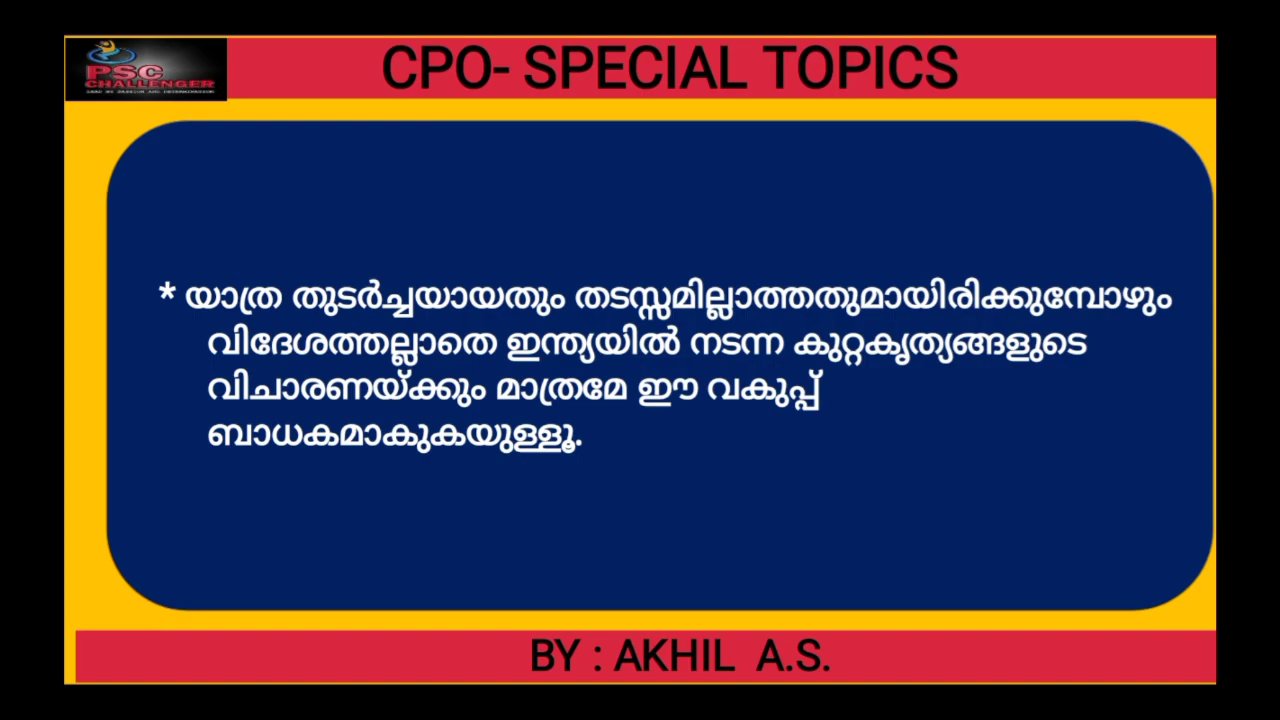 PSC
CHALLENGER
CPO- SPECIAL TOPICS
* യാത്ര തുടർച്ചയായതും തടസ്സമില്ലാത്തതുമായിരിക്കുമ്പോഴും
വിദേശത്തല്ലാതെ ഇന്ത്യയിൽ നടന്ന കുറ്റകൃത്യങ്ങളുടെ
വിചാരണയ്ക്കും മാത്രമേ ഈ വകുപ്പ്
ബാധകമാകുകയുള്ളൂ.
BY : AKHIL A.S.